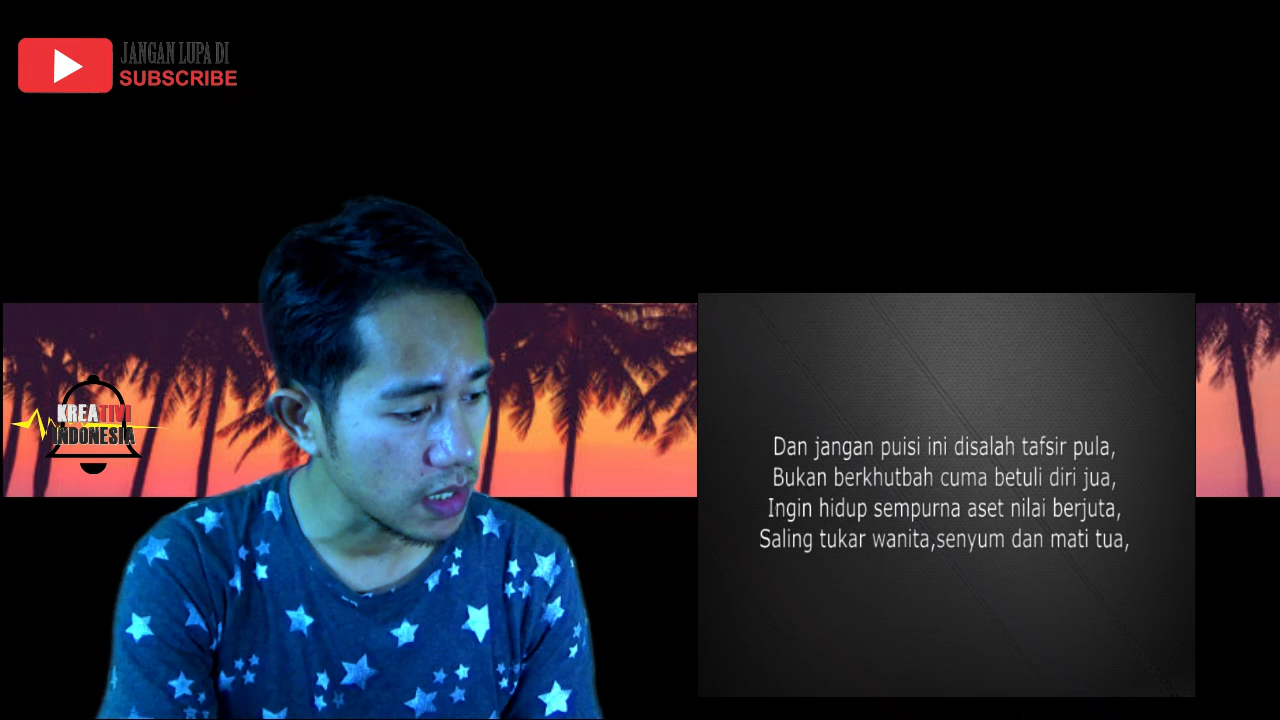 JANGAN LUPA DI
SUBSCRIBE
KREATIVI
INDONESIA
Dan jangan puisi ini disalah tafsir pula,
Bukan berkhutbah cuma betuli diri jua,
Ingin hidup sempurna aset nilai berjuta,
Saling tukar wanita,senyum dan mati tua,